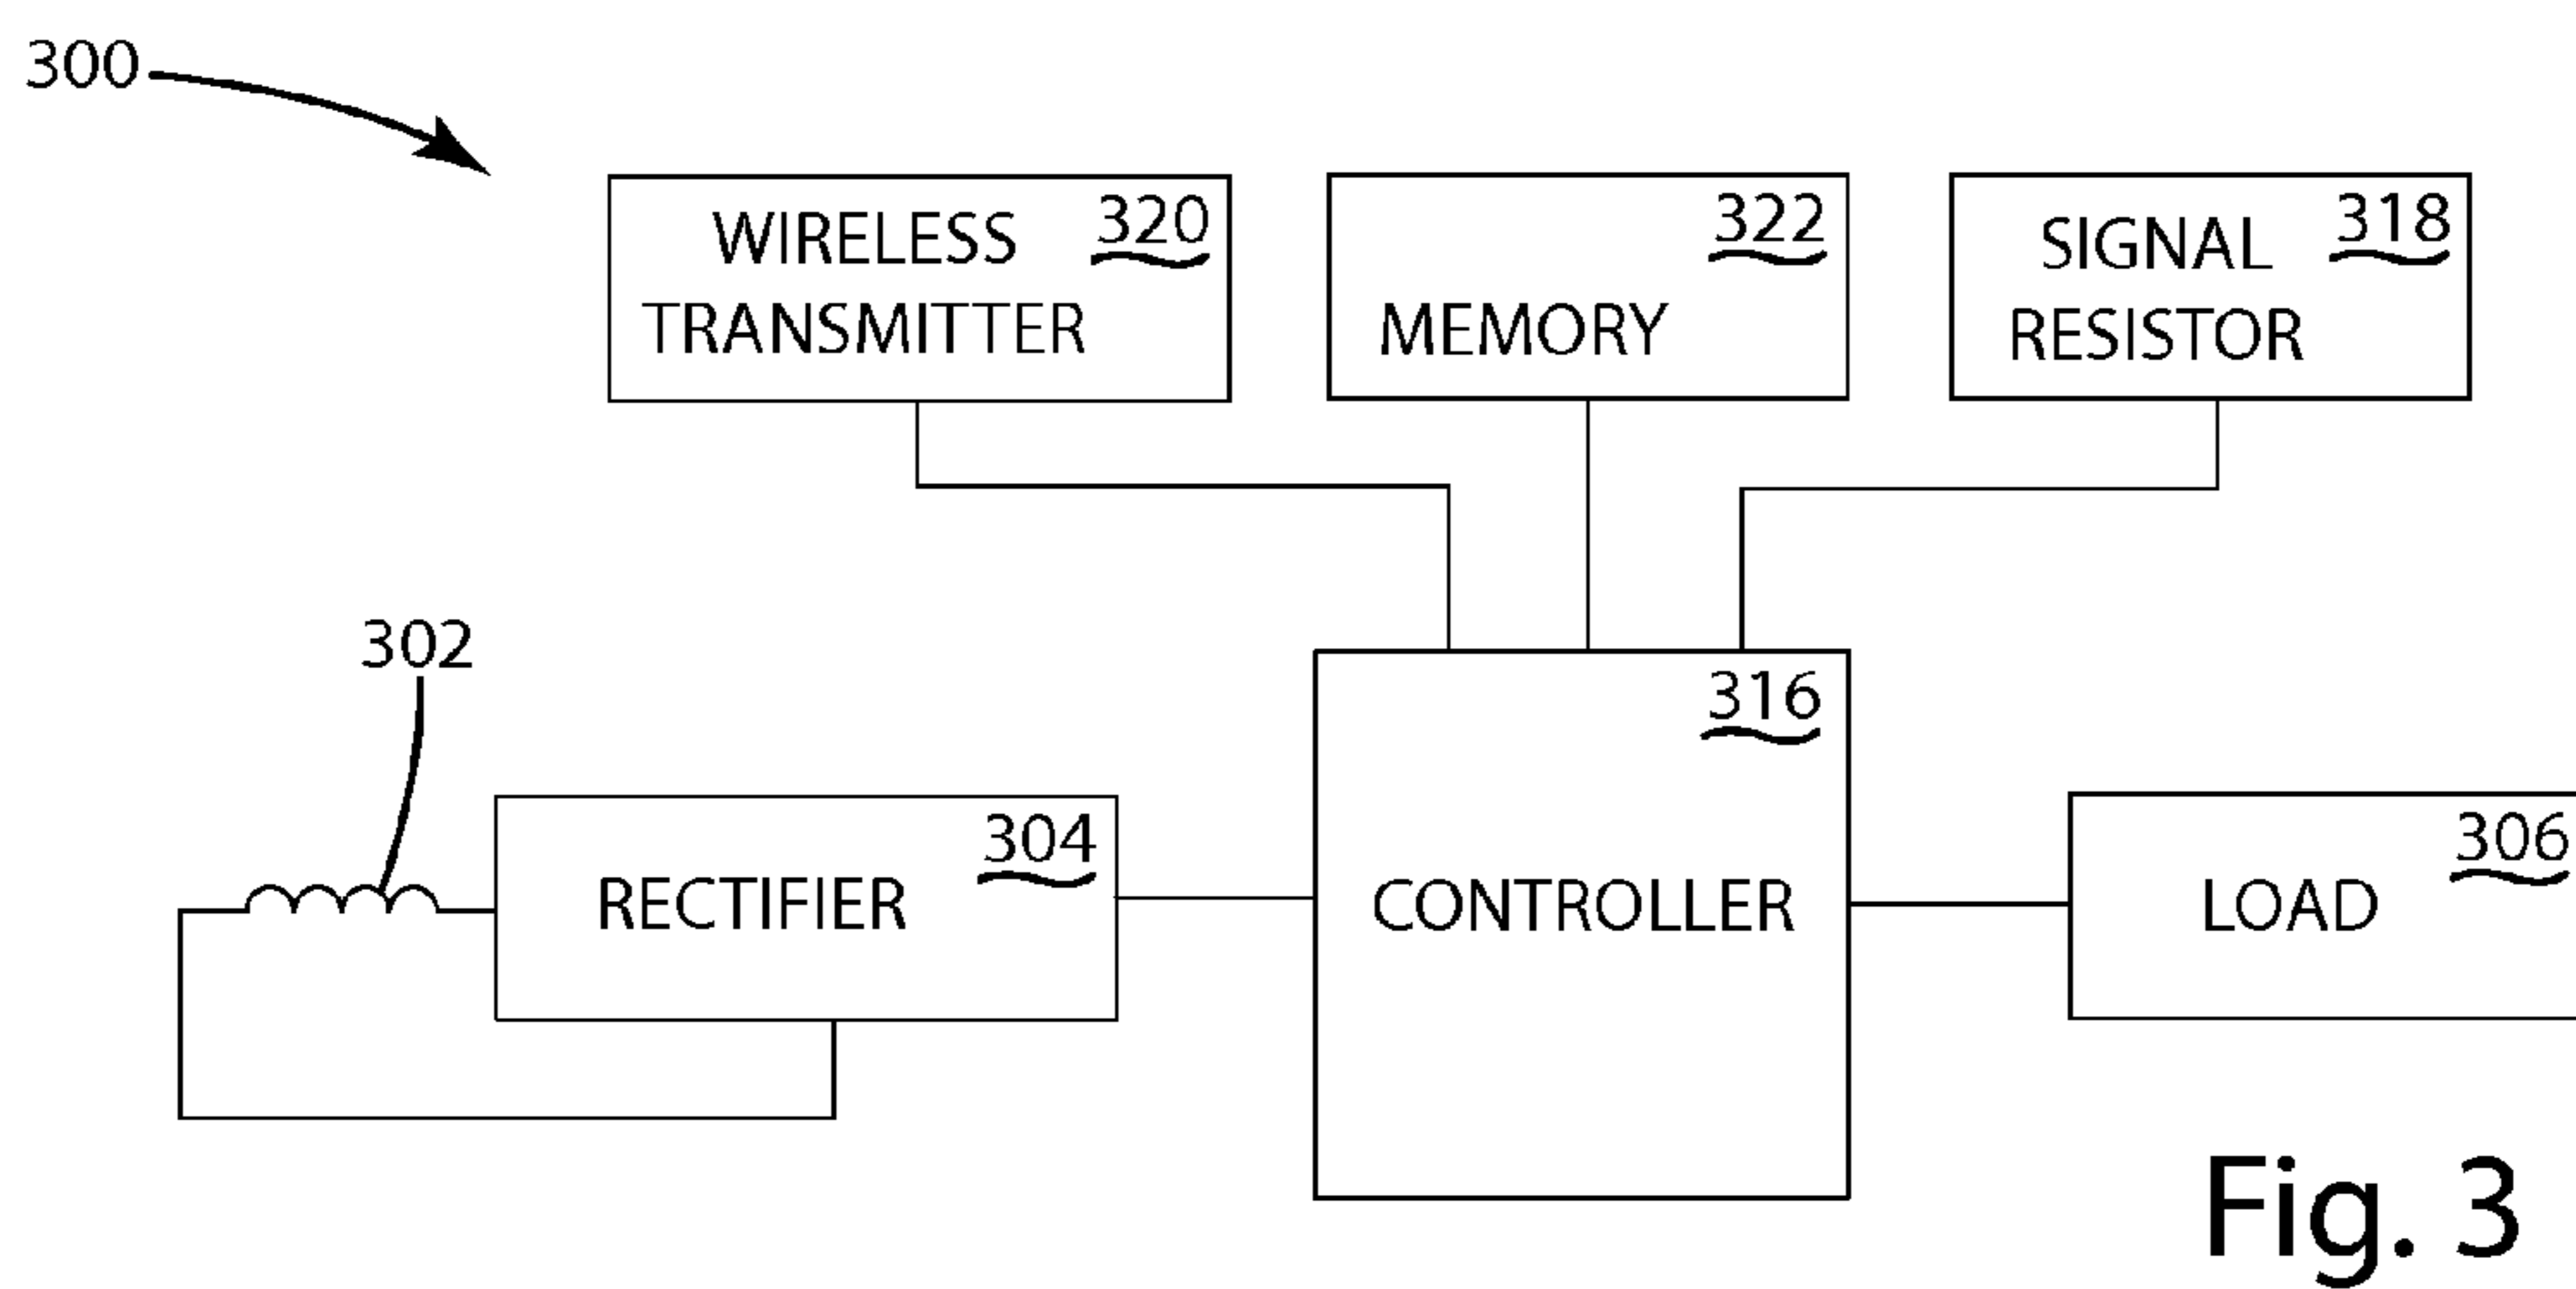 300
WIRELESS 320
TRANSMITTER
322
MEMORY
SIGNAL 318
RESISTOR
302
316
CONTROLLER
304
RECTIFIER
306
LOAD
Fig. 3